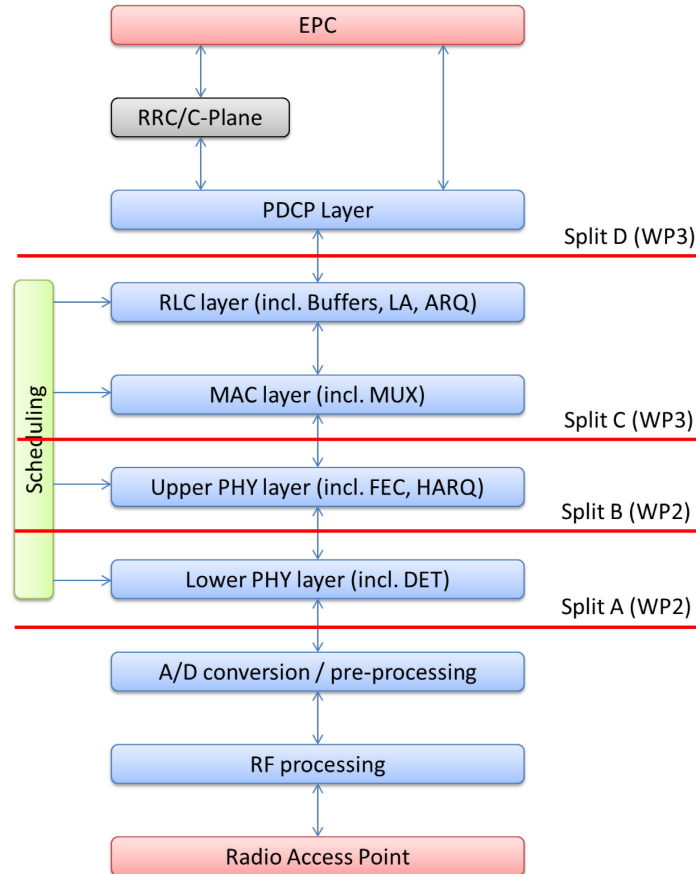 EPC
RRC/C-Plane
PDCP Layer
Split D (WP3)
RLC layer (incl. Buffers, LA, ARQ)
Scheduling
MAC layer (incl. MUX)
Split C (WP3)
Upper PHY layer (incl. FEC, HARQ)
Split B (WP2)
Lower PHY layer (incl. DET)
Split A (WP2)
A/D conversion / pre-processing
RF processing
Radio Access Point